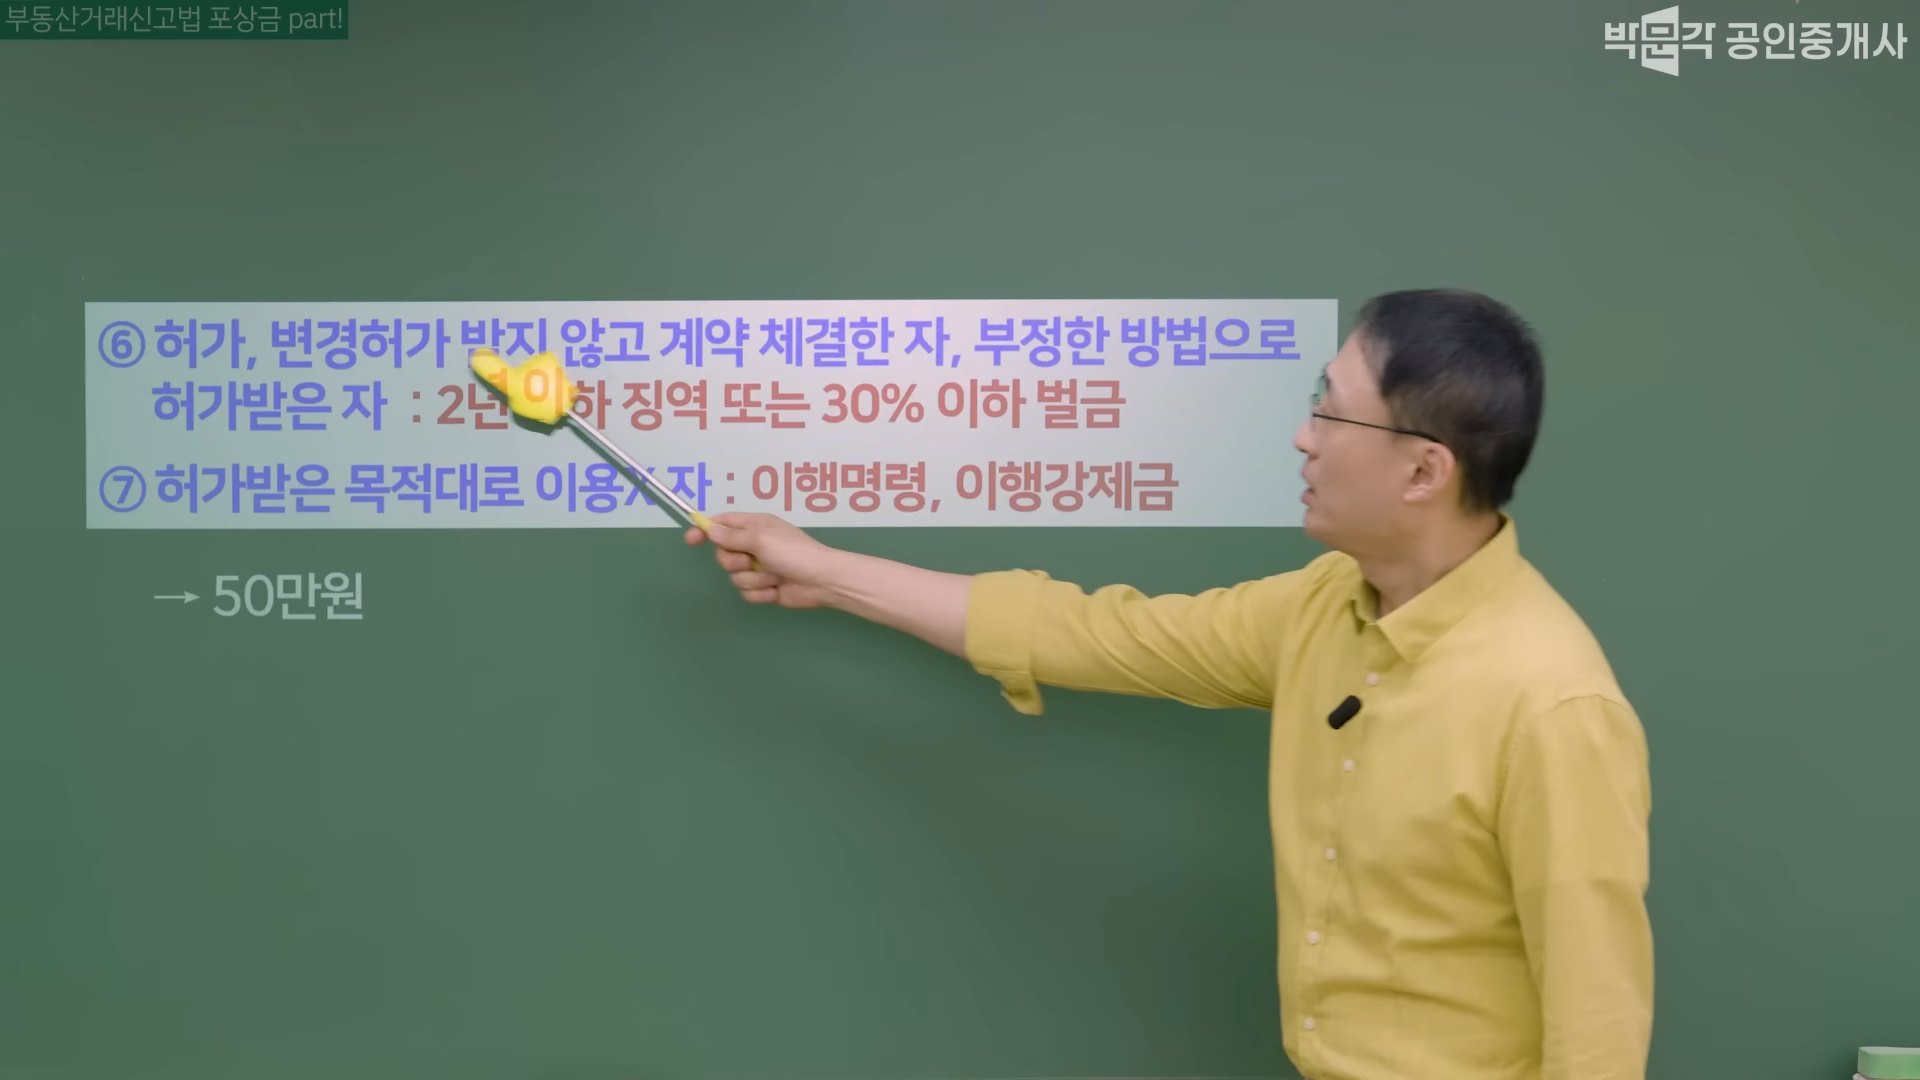 부동산거래신고법 포상금 part!
박문각 공인중개사
⑥ 허가, 변경허가 받지 않고 계약 체결한 자, 부정한 방법으로
허가받은 자 : 2년 이하 징역 또는 30% 이하 벌금
⑦ 허가받은 목적대로 이용X 자 : 이행명령, 이행강제금
→ 50만원